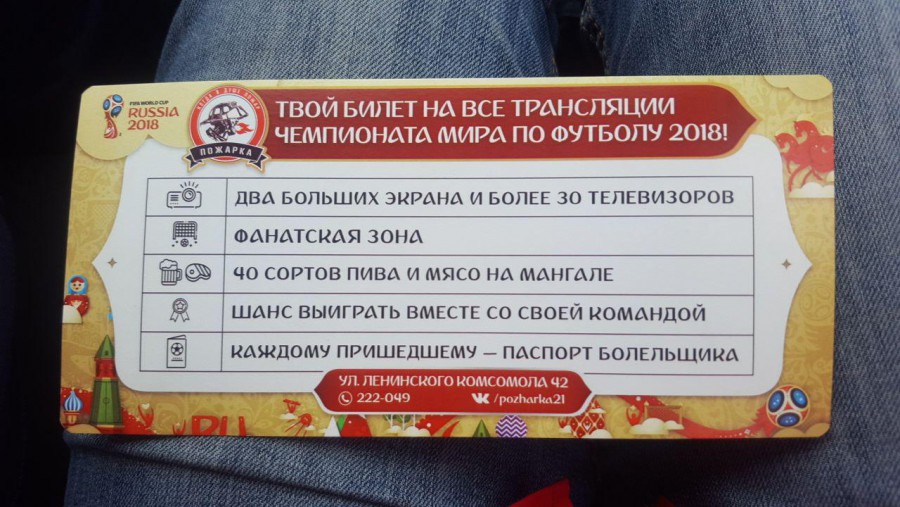 FIFA WORLD CUP
RUSSIA
2018
ПОЖАРКА
ТВОЙ БИЛЕТ НА ВСЕ ТРАНСЛЯЦИИ
ЧЕМПИОНАТА МИРА ПО ФУТБОЛУ 2018!
ДВА БОЛЬШИХ ЭКРАНА И БОЛЕЕ 30 ТЕЛЕВИЗОРОВ
ФАНАТСКАЯ ЗОНА
40 СОРТОВ ПИВА И МЯСО НА МАНГАЛЕ
ШАНС ВЫИГРАТЬ ВМЕСТЕ СО СВОЕЙ КОМАНДОЙ
КАЖДОМУ ПРИШЕДШЕМУ — ПАСПОРТ БОЛЕЛЬЩИКА
УЛ. ЛЕНИНСКОГО КОМСОМОЛА 42
222-049 /pozharka21